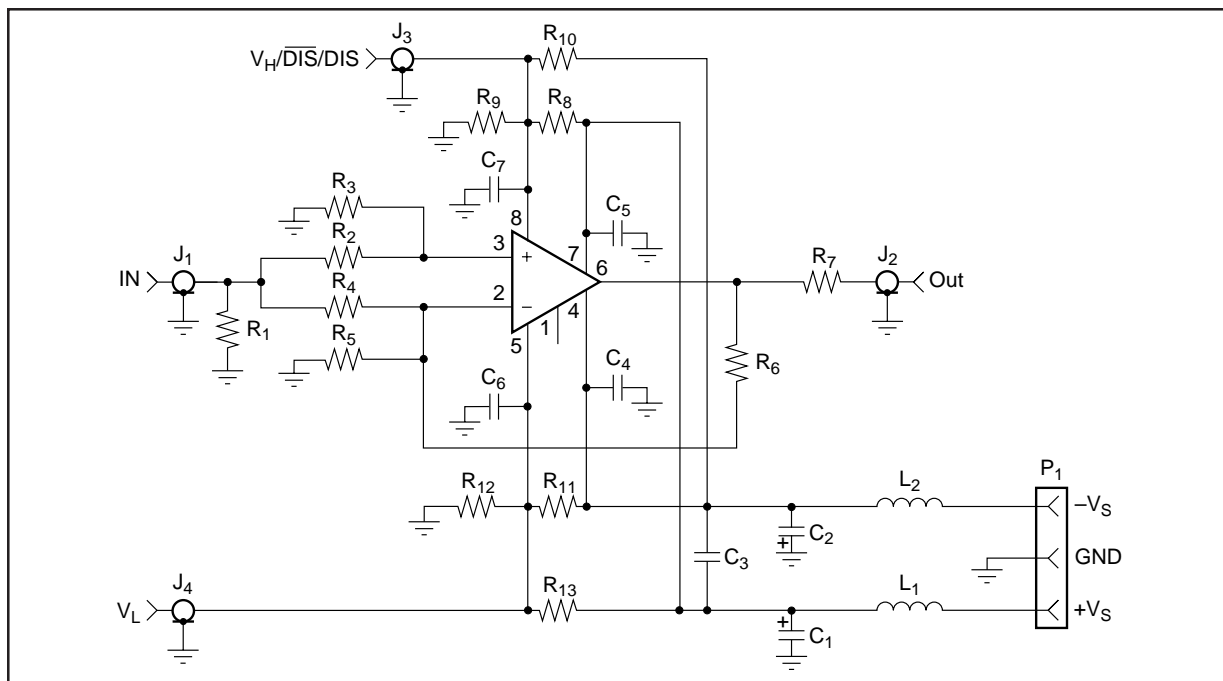 J3
R10
VH/DIS/DIS
R9
R8
C7
R3
8
C5
R2
3
7
J1
+
6
R7
J2
IN
R4
2
–
4
Out
R1
R5
1
5
C6
C4
R6
R12
R11
L2
P1
–VS
C2
C3
GND
J4
R13
L1
VL
+VS
+
+
C1